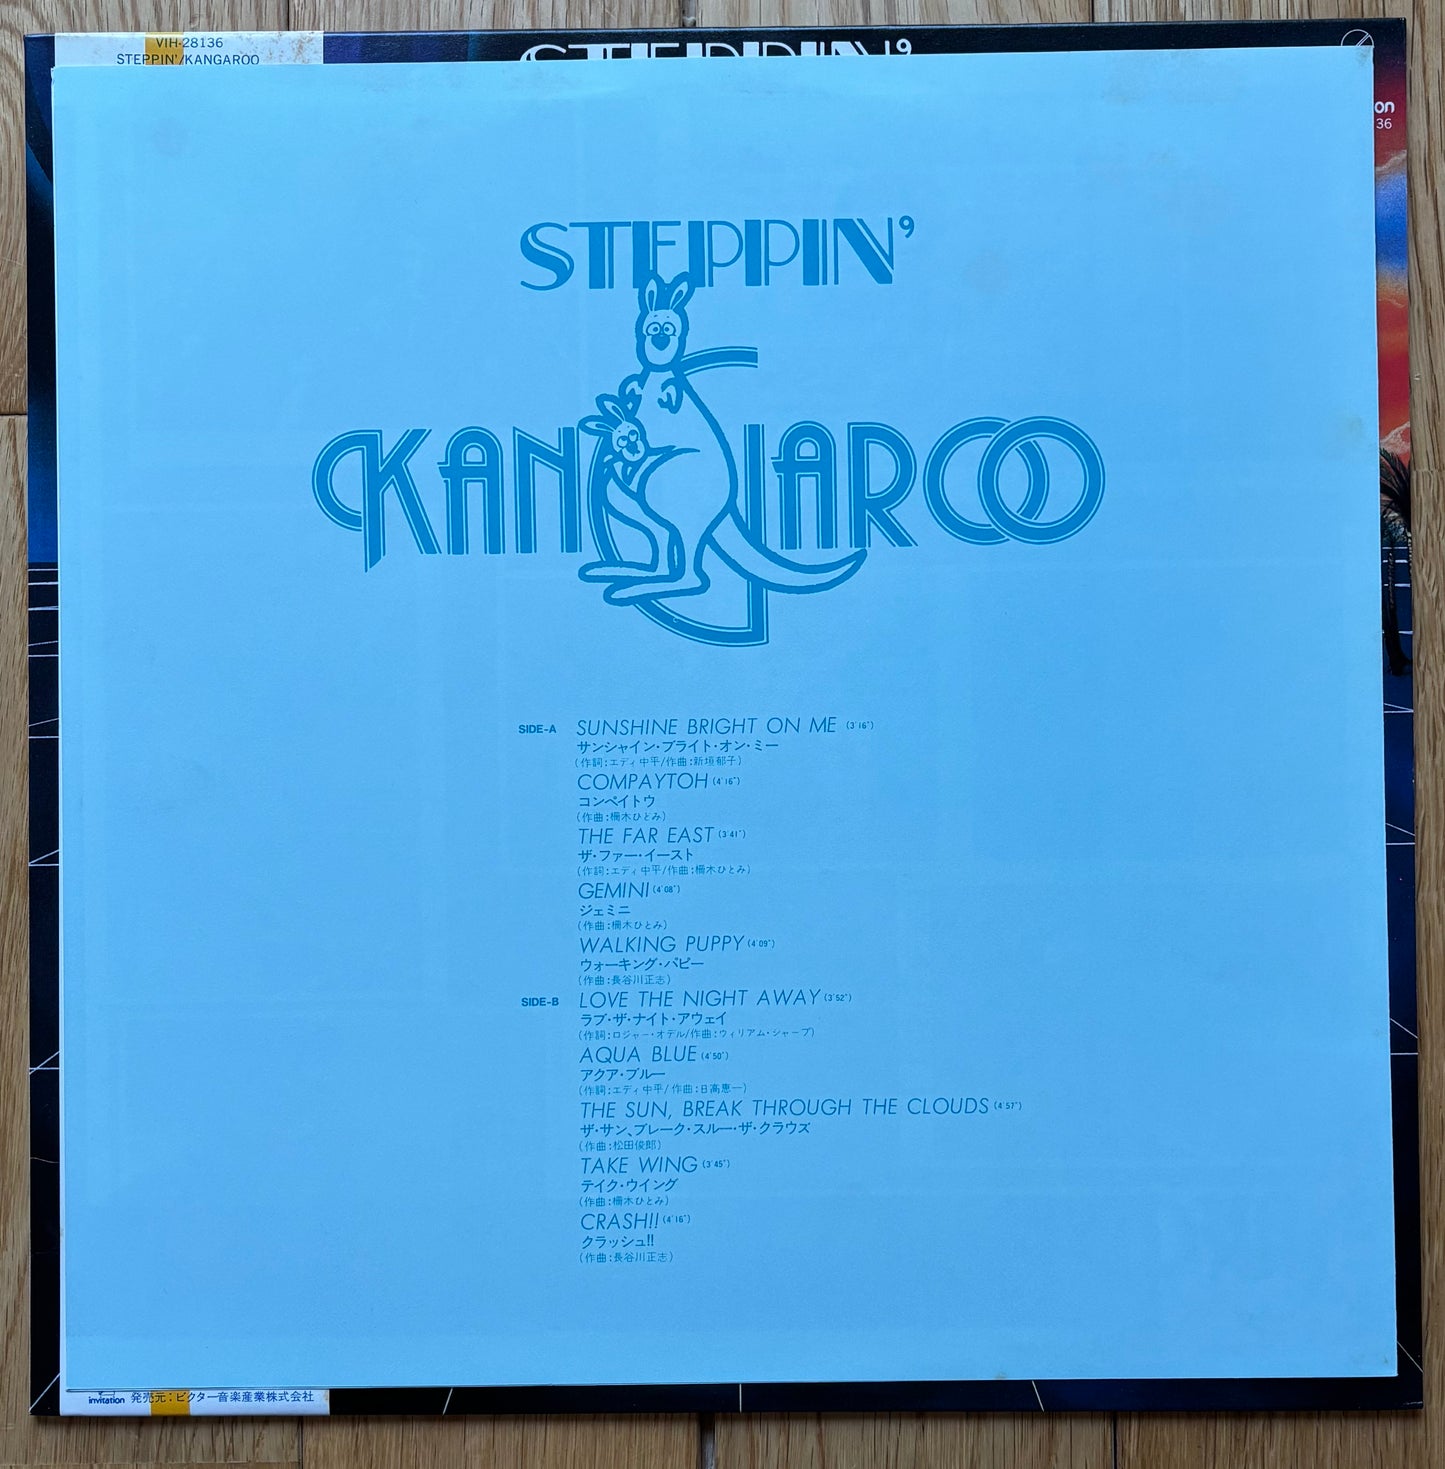 VIH-28136
STEPPIN'/KANGAROO
STEPPIN'
on
36
STEPPIN'
KANGAROO
SIDE-A SUNSHINE BRIGHT ON ME (3'16")
サンシャイン・ブライト・オン・ミー
(作詞:エディ中平/作曲:新垣郁子)
COMPAYTOH (4'16")
コンペイトウ
(作曲:柵木ひとみ)
THE FAR EAST (3'41")
ザ・ファー・イースト
(作詞:エディ中平/作曲:柵木ひとみ)
GEMINI (4'08")
ジェミニ
(作曲:柵木ひとみ)
WALKING PUPPY (4'09")
ウォーキング・パピー
(作曲:長谷川正志)
SIDE-B LOVE THE NIGHT AWAY (3'52")
ラブ・ザ・ナイト・アウェイ
(作詞:ロジャー・オデル/作曲:ウィリアム・シャープ)
AQUA BLUE (4'50")
アクア・ブルー
(作詞:エディ中平/作曲:日高恵一)
THE SUN, BREAK THROUGH THE CLOUDS (4'57")
ザ・サン、ブレーク・スルー・ザ・クラウズ
(作曲:松田俊郎)
TAKE WING (3'45")
テイク・ウイング
(作曲:柵木ひとみ)
CRASH!! (4'16")
クラッシュ!!
(作曲:長谷川正志)
invitation 発売元:ビクター音楽産業株式会社